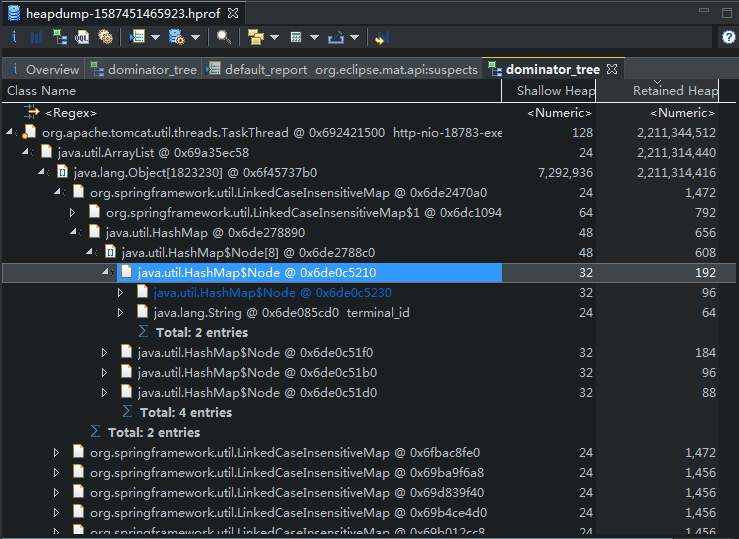 heapdump-1587451465923.hprof
i OQL
i Overview dominator_tree default_report org.eclipse.mat.api:suspects dominator_tree
Class Name Shallow Heap Retained Heap
<Regex> <Numeric> <Numeric>
org.apache.tomcat.util.threads.TaskThread @ 0x692421500 http-nio-18783-exe 128 2,211,344,512
java.util.ArrayList @ 0x69a35ec58 24 2,211,314,440
java.lang.Object[1823230] @ 0x6f45737b0 7,292,936 2,211,314,416
org.springframework.util.LinkedCaseInsensitiveMap @ 0x6de2470a0 24 1,472
org.springframework.util.LinkedCaseInsensitiveMap$1 @ 0x6dc1094 64 792
java.util.HashMap @ 0x6de278890 48 656
java.util.HashMap$Node[8] @ 0x6de2788c0 48 608
java.util.HashMap$Node @ 0x6de0c5210 32 192
java.util.HashMap$Node @ 0x6de0c5230 32 96
java.lang.String @ 0x6de085cd0 terminal_id 24 64
Σ Total: 2 entries
java.util.HashMap$Node @ 0x6de0c51f0 32 184
java.util.HashMap$Node @ 0x6de0c51b0 32 96
java.util.HashMap$Node @ 0x6de0c51d0 32 88
Σ Total: 4 entries
Σ Total: 2 entries
org.springframework.util.LinkedCaseInsensitiveMap @ 0x6fbac8fe0 24 1,472
org.springframework.util.LinkedCaseInsensitiveMap @ 0x69ba9f6a8 24 1,456
org.springframework.util.LinkedCaseInsensitiveMap @ 0x69d839f40 24 1,456
org.springframework.util.LinkedCaseInsensitiveMap @ 0x69b4ce4d0 24 1,456
org.springframework.util.LinkedCaseInsensitiveMap @ 0x69b012cc8 24 1,456